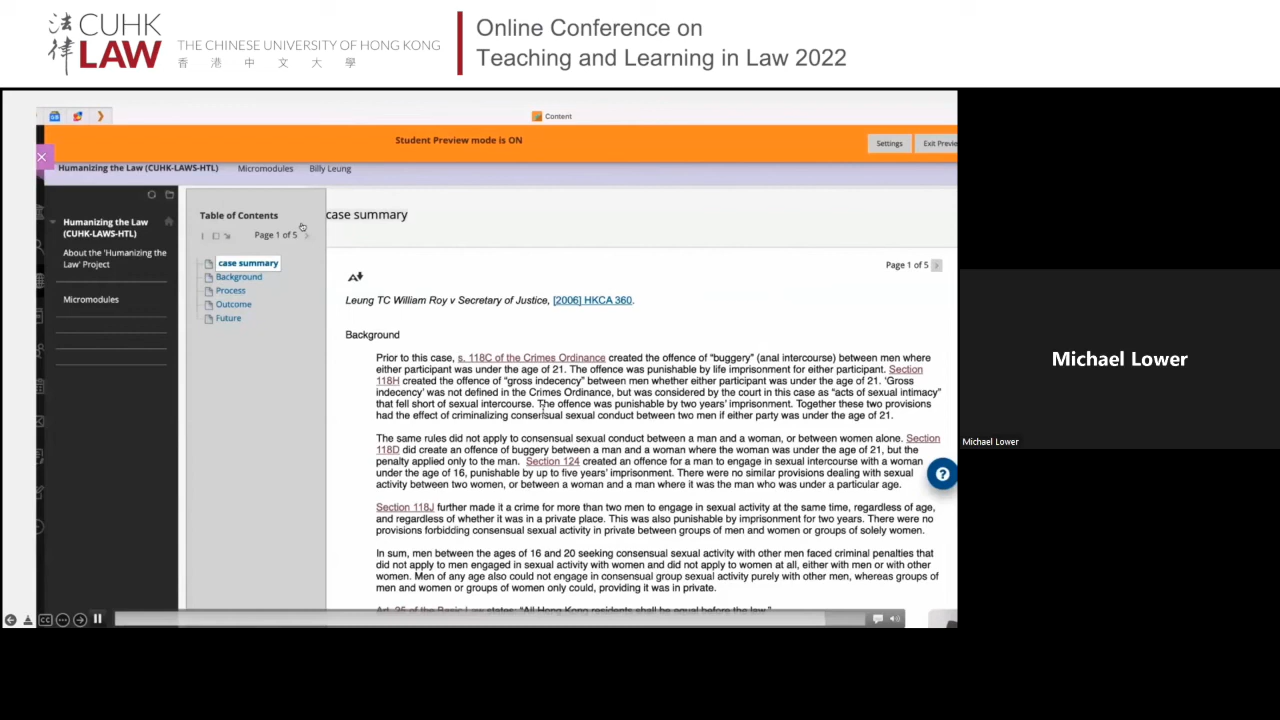 法律
CUHK
LAW
THE CHINESE UNIVERSITY OF HONG KONG
香 港 中 文 大 學
Online Conference on
Teaching and Learning in Law 2022
Content
Student Preview mode is ON
Settings
Exit Previe
Humanizing the Law (CUHK-LAWS-HTL)
Micromodules
Billy Leung
Humanizing the Law
(CUHK-LAWS-HTL)
About the 'Humanizing the
Law' Project
Micromodules
Table of Contents
Page 1 of 5
case summary
Background
Process
Outcome
Future
case summary
Page 1 of 5
Leung TC William Roy v Secretary of Justice, [2006] HKCA 360.
Background
Prior to this case, s. 118C of the Crimes Ordinance created the offence of “buggery” (anal intercourse) between men where
either participant was under the age of 21. The offence was punishable by life imprisonment for either participant. Section
118H created the offence of “gross indecency” between men whether either participant was under the age of 21. ‘Gross
indecency’ was not defined in the Crimes Ordinance, but was considered by the court in this case as “acts of sexual intimacy”
that fell short of sexual intercourse. The offence was punishable by two years’ imprisonment. Together these two provisions
had the effect of criminalizing consensual sexual conduct between two men if either party was under the age of 21.
The same rules did not apply to consensual sexual conduct between a man and a woman, or between women alone. Section
118D did create an offence of buggery between a man and a woman where the woman was under the age of 21, but the
penalty applied only to the man. Section 124 created an offence for a man to engage in sexual intercourse with a woman
under the age of 16, punishable by up to five years’ imprisonment. There were no similar provisions dealing with sexual
activity between two women, or between a woman and a man where it was the man who was under a particular age.
Section 118J further made it a crime for more than two men to engage in sexual activity at the same time, regardless of age,
and regardless of whether it was in a private place. This was also punishable by imprisonment for two years. There were no
provisions forbidding consensual sexual activity in private between groups of men and women or groups of solely women.
In sum, men between the ages of 16 and 20 seeking consensual sexual activity with other men faced criminal penalties that
did not apply to men engaged in sexual activity with women and did not apply to women at all, either with men or with other
women. Men of any age also could not engage in consensual group sexual activity purely with other men, whereas groups of
men and women or groups of women only could, providing it was in private.
Art. 25 of the Basic Law states: “All Hong Kong residents shall be equal before the law.”
CC
Michael Lower
Michael Lower